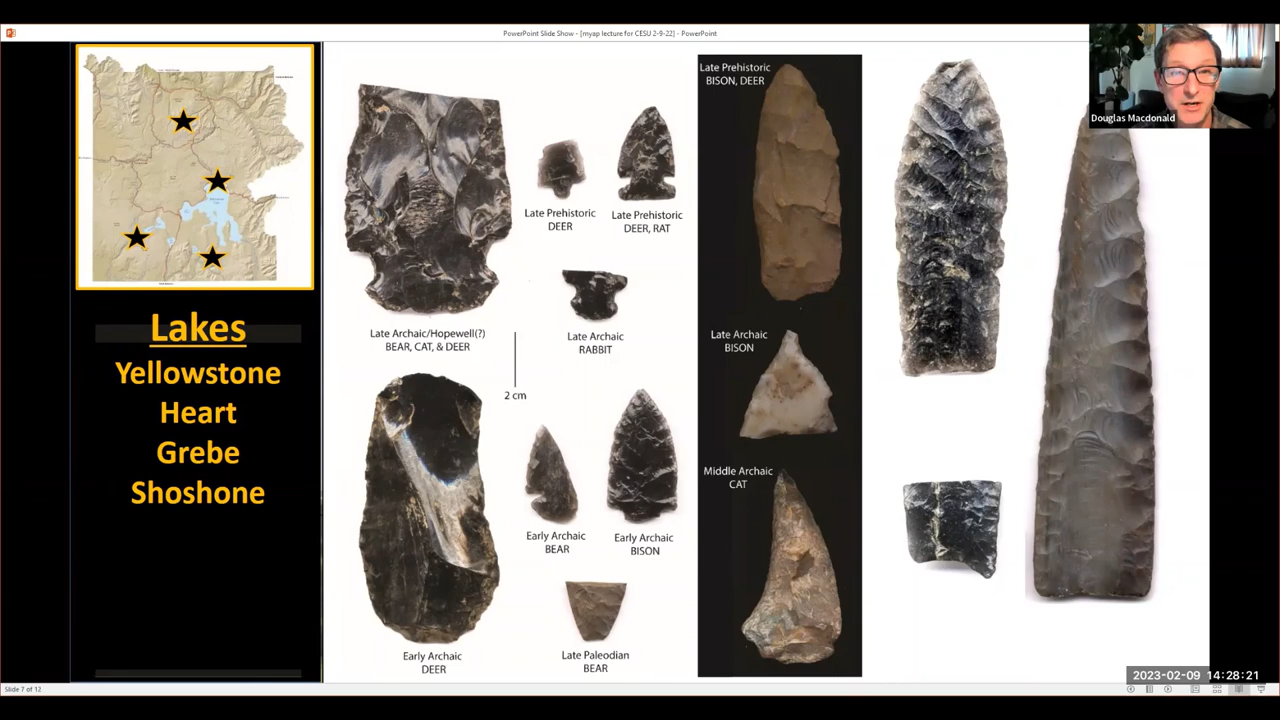 PowerPoint Slide Show - [myap lecture for CESU 2-9-22] - PowerPoint
Douglas Macdonald
Lakes
Yellowstone
Heart
Grebe
Shoshone
Late Archaic/Hopewell(?)
BEAR, CAT, & DEER
Late Prehistoric
DEER
Late Prehistoric
DEER, RAT
Late Archaic
RABBIT
2 cm
Early Archaic
DEER
Early Archaic
BEAR
Early Archaic
BISON
Late Paleodian
BEAR
Late Prehistoric
BISON, DEER
Late Archaic
BISON
Middle Archaic
CAT
2023-02-09 14:28:21
Slide 7 of 12